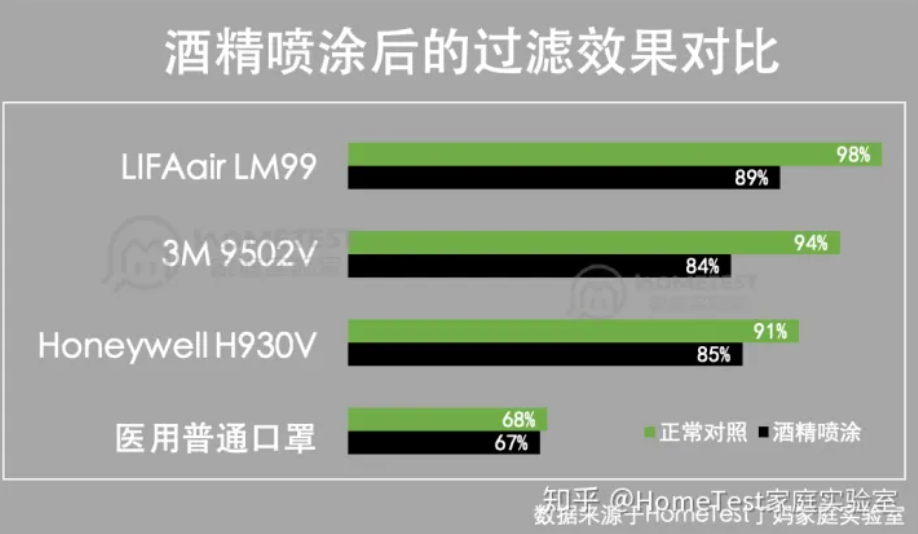 酒精喷涂后的过滤效果对比
LIFAair LM99
98%
89%
3M 9502V
94%
84%
HOMETEST
HOMETEST
Honeywell H930V
91%
85%
医用普通口罩
68%
67%
正常对照 酒精喷涂
知乎 @HomeTest家庭实验室
数据来源于HomeTest丁妈家庭实验室